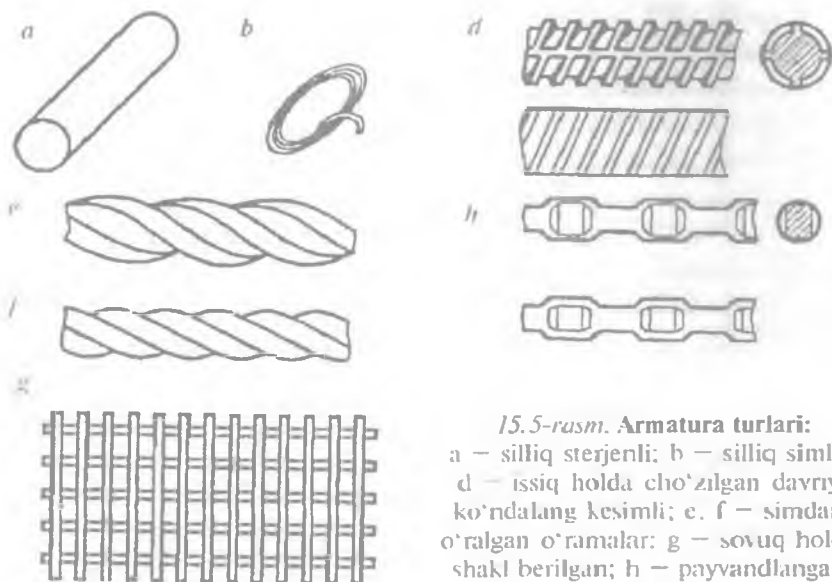 a
b
d
e
f
h
g
15.5-rasm. Armatura turlari:
a — silliq sterjenli; b — silliq siml
d — issiq holda cho‘zilgan davriy
ko‘ndalang kesimli; e, f — simdan
o‘ralgan o‘ramalar: g — sovuq hol
shakl berilgan; h — payvandlanga